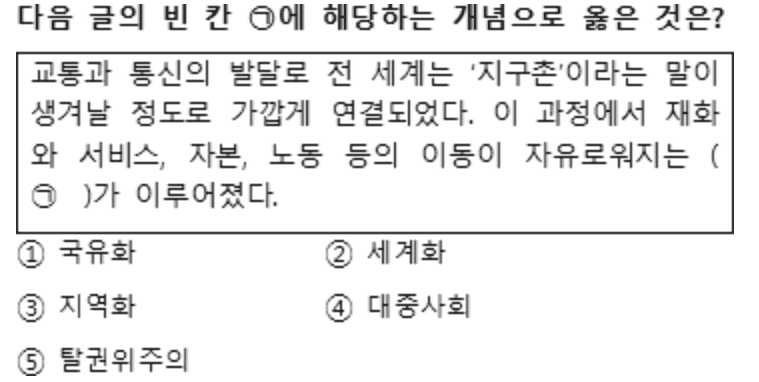 다음 글의 빈 칸 ㉠에 해당하는 개념으로 옳은 것은?
교통과 통신의 발달로 전 세계는 '지구촌'이라는 말이
생겨날 정도로 가깝게 연결되었다. 이 과정에서 재화
와 서비스, 자본, 노동 등의 이동이 자유로워지는 (
㉠ )가 이루어졌다.
① 국유화 ② 세계화
③ 지역화 ④ 대중사회
⑤ 탈권위주의